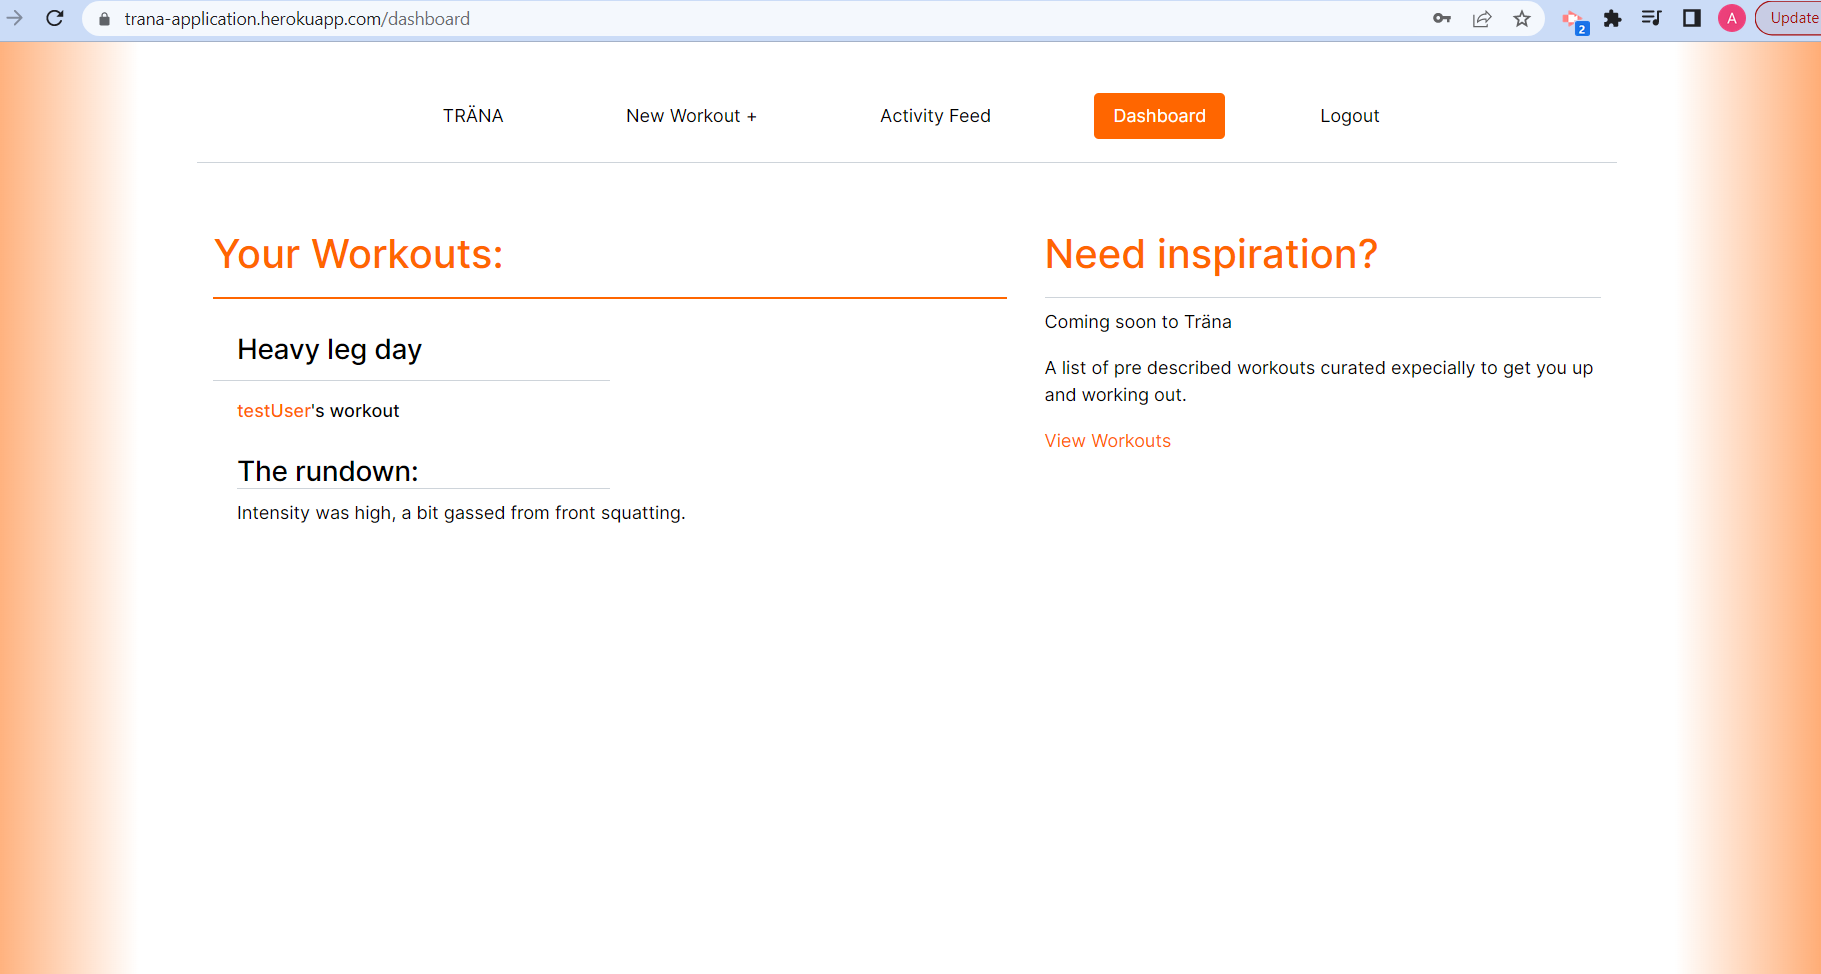 trana-application.herokuapp.com/dashboard
2
A
Update
TRÄNA
New Workout +
Activity Feed
Dashboard
Logout
Your Workouts:
Heavy leg day
testUser's workout
The rundown:
Intensity was high, a bit gassed from front squatting.
Need inspiration?
Coming soon to Träna
A list of pre described workouts curated expecially to get you up
and working out.
View Workouts